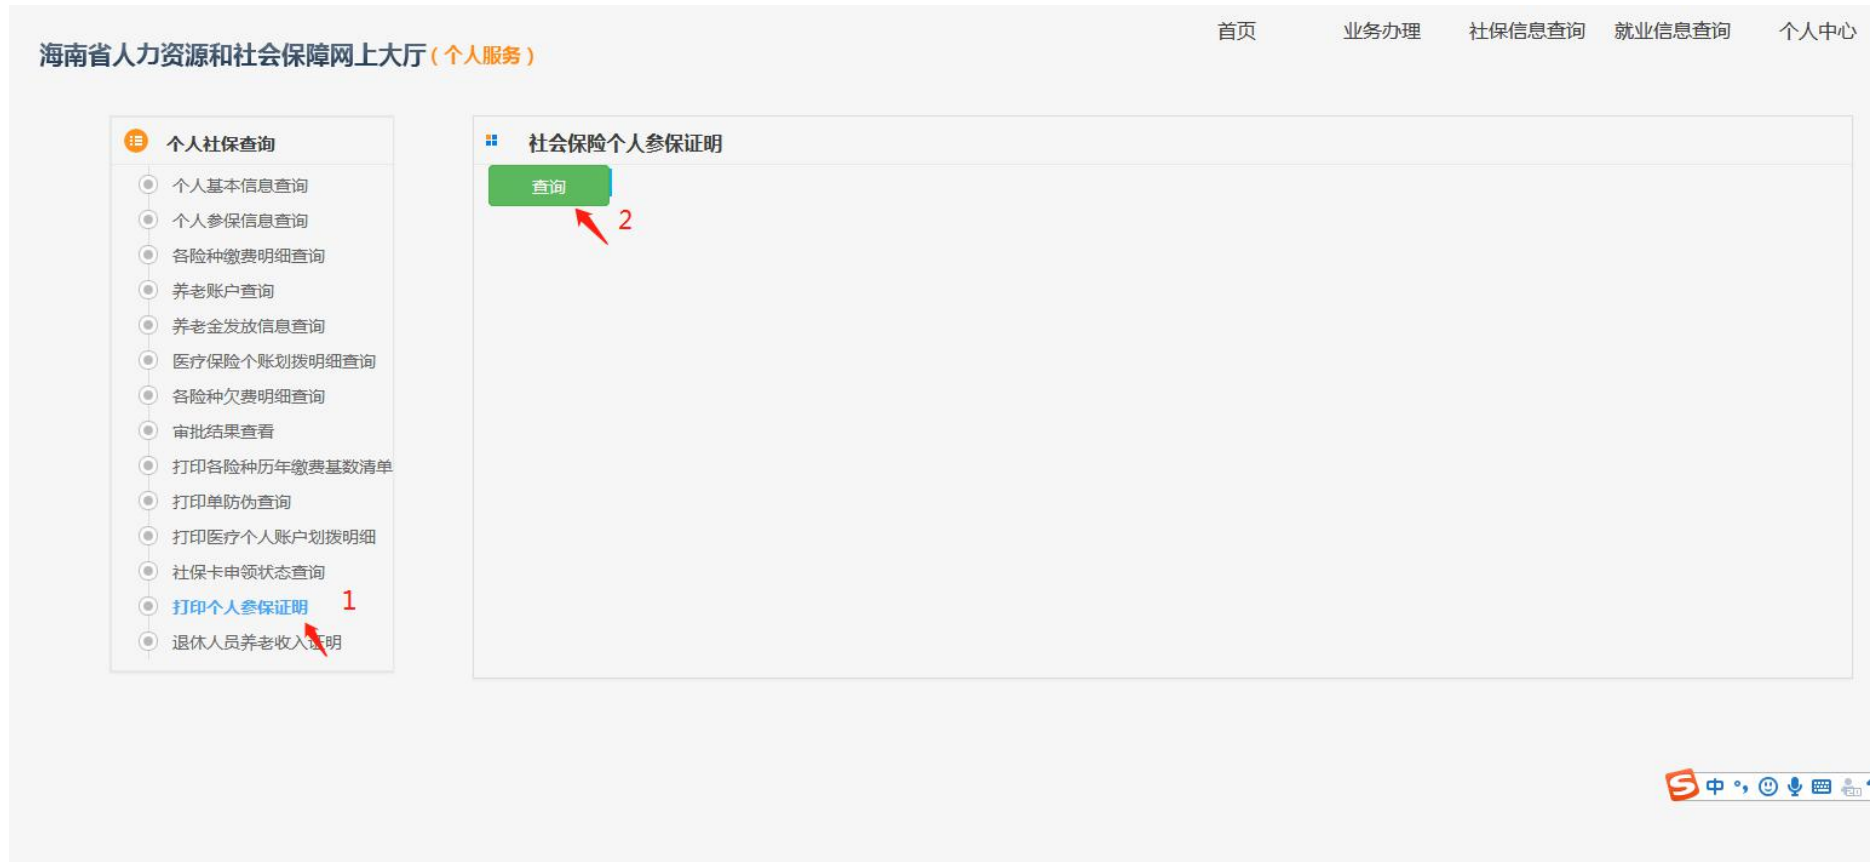 首页 业务办理 社保信息查询 就业信息查询 个人中心
海南省人力资源和社会保障网上大厅(个人服务)
个人社保查询
个人基本信息查询
个人参保信息查询
各险种缴费明细查询
养老账户查询
养老金发放信息查询
医疗保险个账划拨明细查询
各险种欠费明细查询
审批结果查看
打印各险种历年缴费基数清单
打印单防伪查询
打印医疗个人账户划拨明细
社保卡申领状态查询
打印个人参保证明 1
退休人员养老收入证明
社会保险个人参保证明
查询
2
S 中